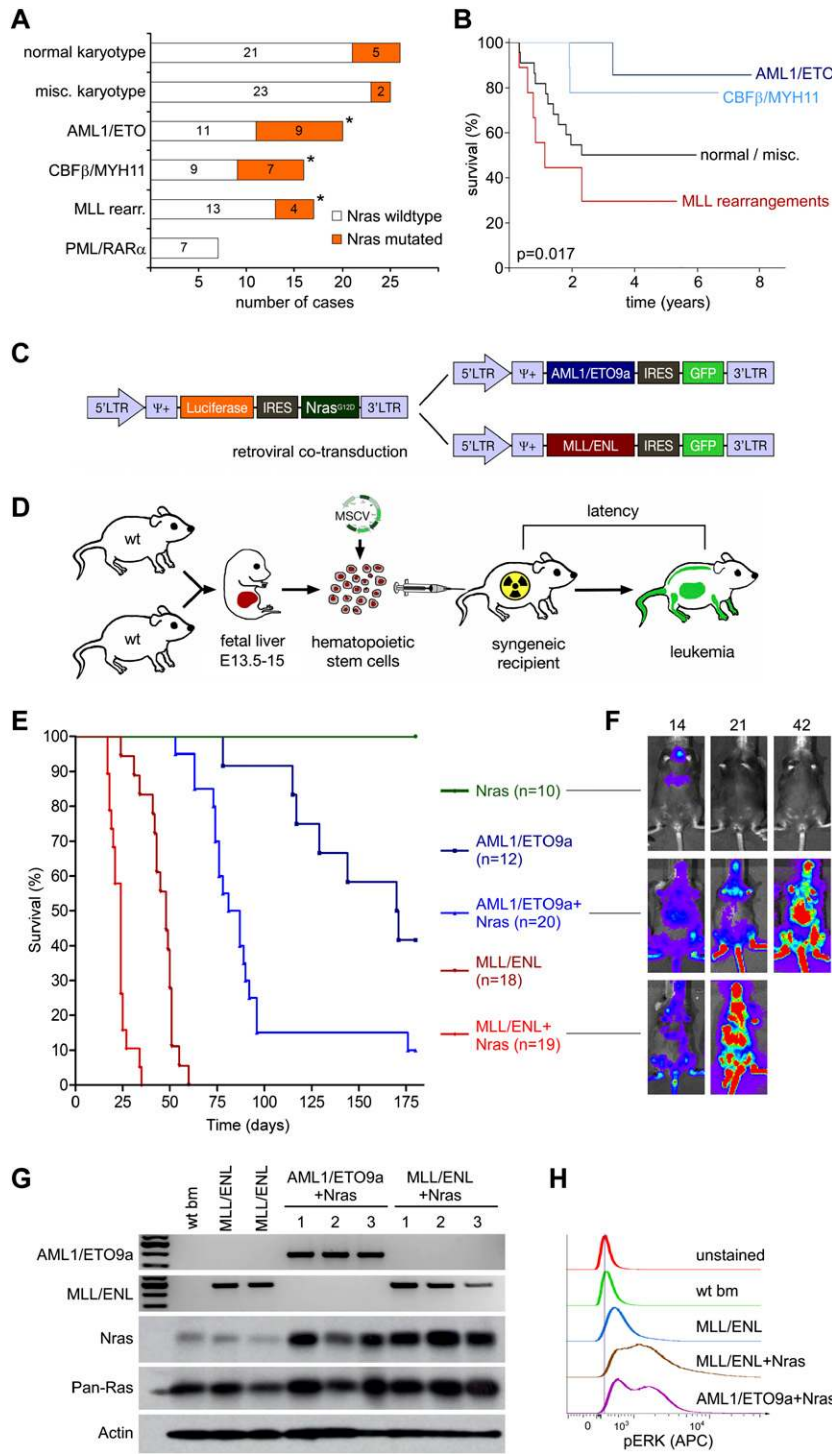 A
normal karyotype
21
5
misc. karyotype
23
2
AML1/ETO
11
9
*
CBFβ/MYH11
9
7
*
MLL rearr.
13
4
*
PML/RARα
7
Nras wildtype
Nras mutated
5 10 15 20 25
number of cases
B
survival (%)
100
80
60
40
20
AML1/ETO
CBFβ/MYH11
normal / misc.
MLL rearrangements
p=0.017
2 4 6 8
time (years)
C
5'LTR Ψ+ Luciferase IRES NrasG12D 3'LTR
retroviral co-transduction
5'LTR Ψ+ AML1/ETO9a IRES GFP 3'LTR
5'LTR Ψ+ MLL/ENL IRES GFP 3'LTR
D
wt
wt
fetal liver
E13.5-15
MSCV
hematopoietic
stem cells
syngeneic
recipient
latency
leukemia
E
Survival (%)
100
90
80
70
60
50
40
30
20
10
0
0 25 50 75 100 125 150 175
Time (days)
Nras (n=10)
AML1/ETO9a
(n=12)
AML1/ETO9a+
Nras (n=20)
MLL/ENL
(n=18)
MLL/ENL+
Nras (n=19)
F
14 21 42
G
wt bm
MLL/ENL
MLL/ENL
AML1/ETO9a
+Nras
MLL/ENL
+Nras
1 2 3 1 2 3
AML1/ETO9a
MLL/ENL
Nras
Pan-Ras
Actin
H
unstained
wt bm
MLL/ENL
MLL/ENL+Nras
AML1/ETO9a+Nras
0 10³ 10⁴
pERK (APC)